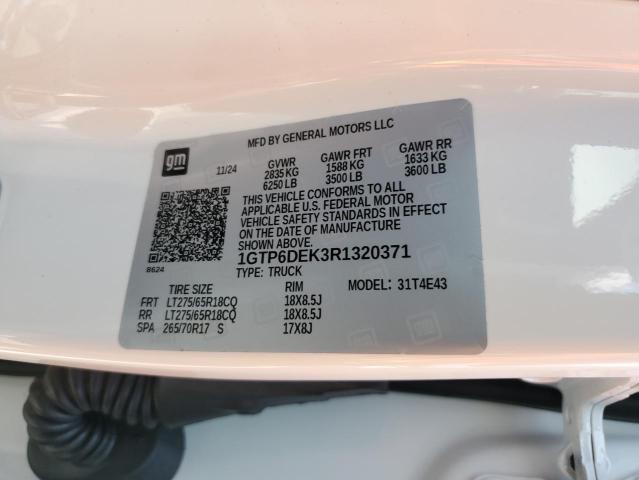 MFD BY GENERAL MOTORS LLC
gm
11/24 GVWR GAWR FRT GAWR RR
2835 KG 1588 KG 1633 KG
6250 LB 3500 LB 3600 LB
THIS VEHICLE CONFORMS TO ALL
APPLICABLE U.S. FEDERAL MOTOR
VEHICLE SAFETY STANDARDS IN EFFECT
ON THE DATE OF MANUFACTURE
SHOWN ABOVE.
8624
1GTP6DEK3R1320371
TYPE: TRUCK MODEL: 31T4E43
TIRE SIZE RIM
FRT LT275/65R18CQ 18X8.5J
RR LT275/65R18CQ 18X8.5J
SPA 265/70R17 S 17X8J